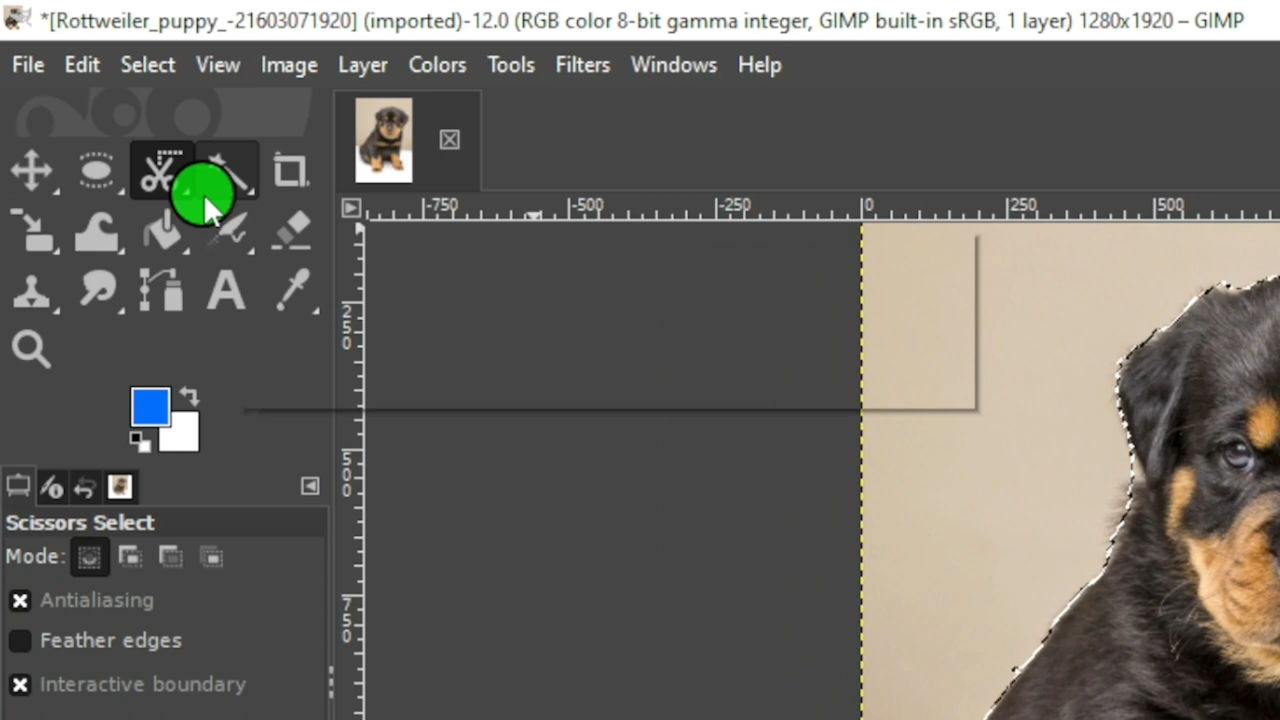 *[Rottweiler_puppy_-21603071920] (imported)-12.0 (RGB color 8-bit gamma integer, GIMP built-in sRGB, 1 layer) 1280x1920 – GIMP
File Edit Select View Image Layer Colors Tools Filters Windows Help
-750 -500 -250 0 250 500
250
500
750
A
Scissors Select
Mode:
Antialiasing
Feather edges
Interactive boundary